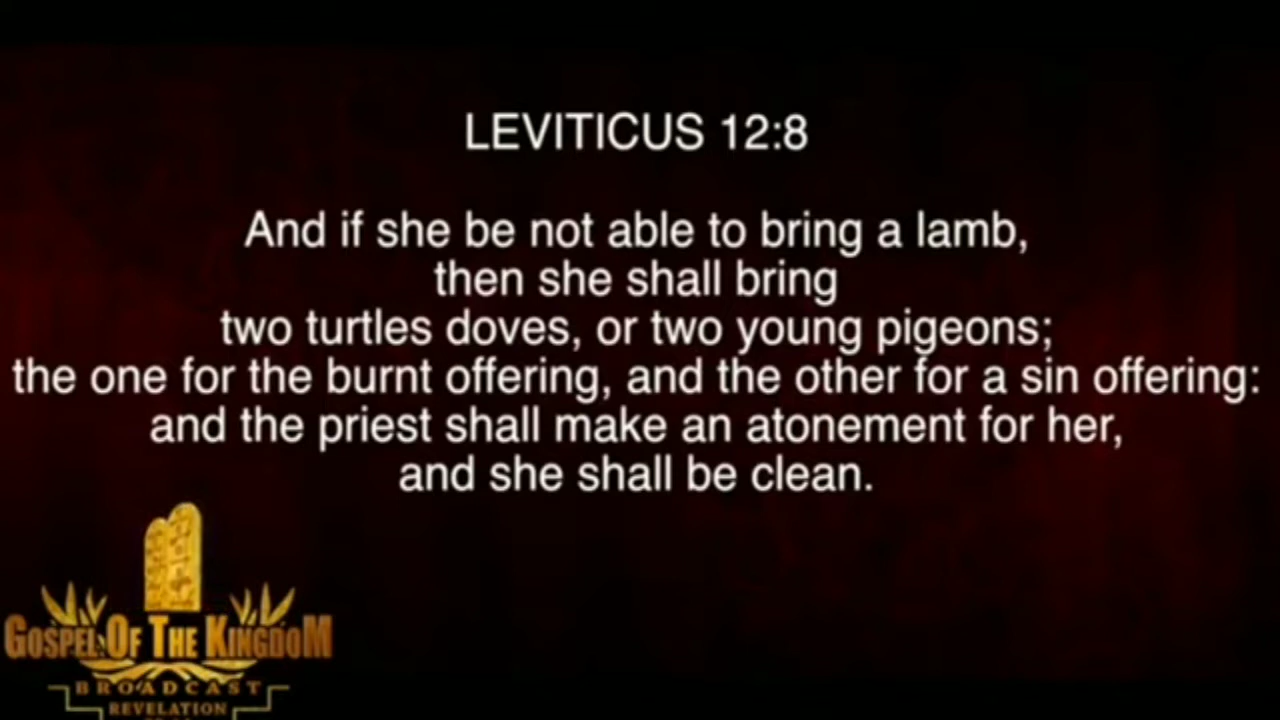 LEVITICUS 12:8
And if she be not able to bring a lamb,
then she shall bring
two turtles doves, or two young pigeons;
the one for the burnt offering, and the other for a sin offering:
and the priest shall make an atonement for her,
and she shall be clean.
GOSPEL OF THE KINGDOM
BROADCAST
REVELATION